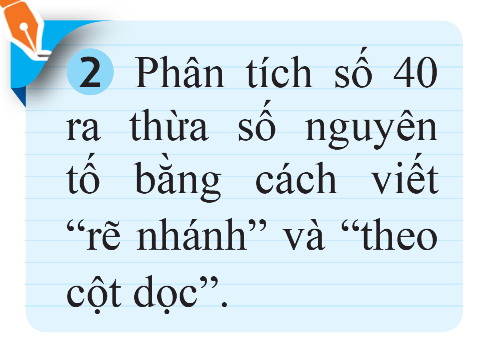 2 Phân tích số 40
ra thừa số nguyên
tố bằng cách viết
“rẽ nhánh” và “theo
cột dọc”.